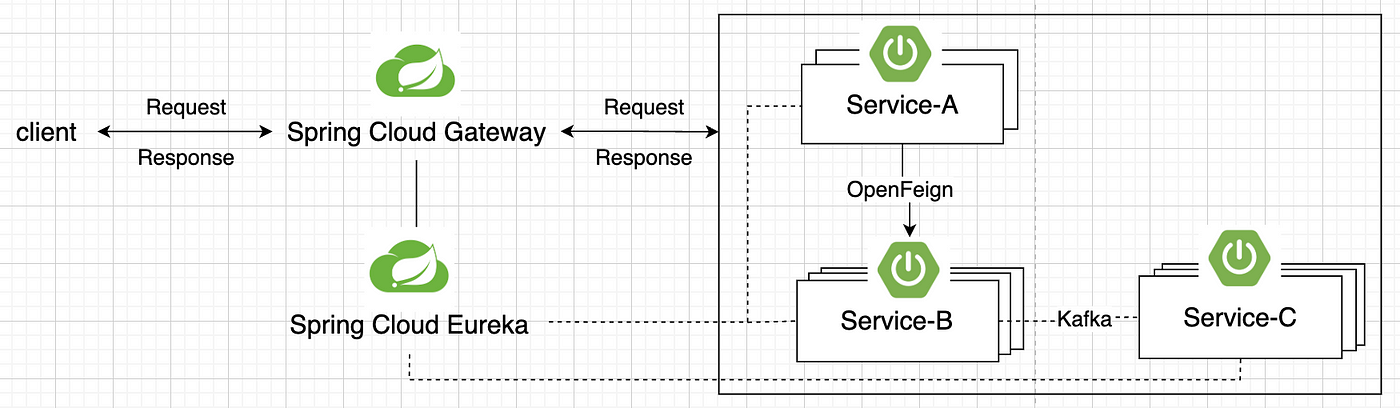 Request
Request
Service-A
client
Spring Cloud Gateway
Response
Response
OpenFeign
Spring Cloud Eureka
Service-B
Kafka
Service-C